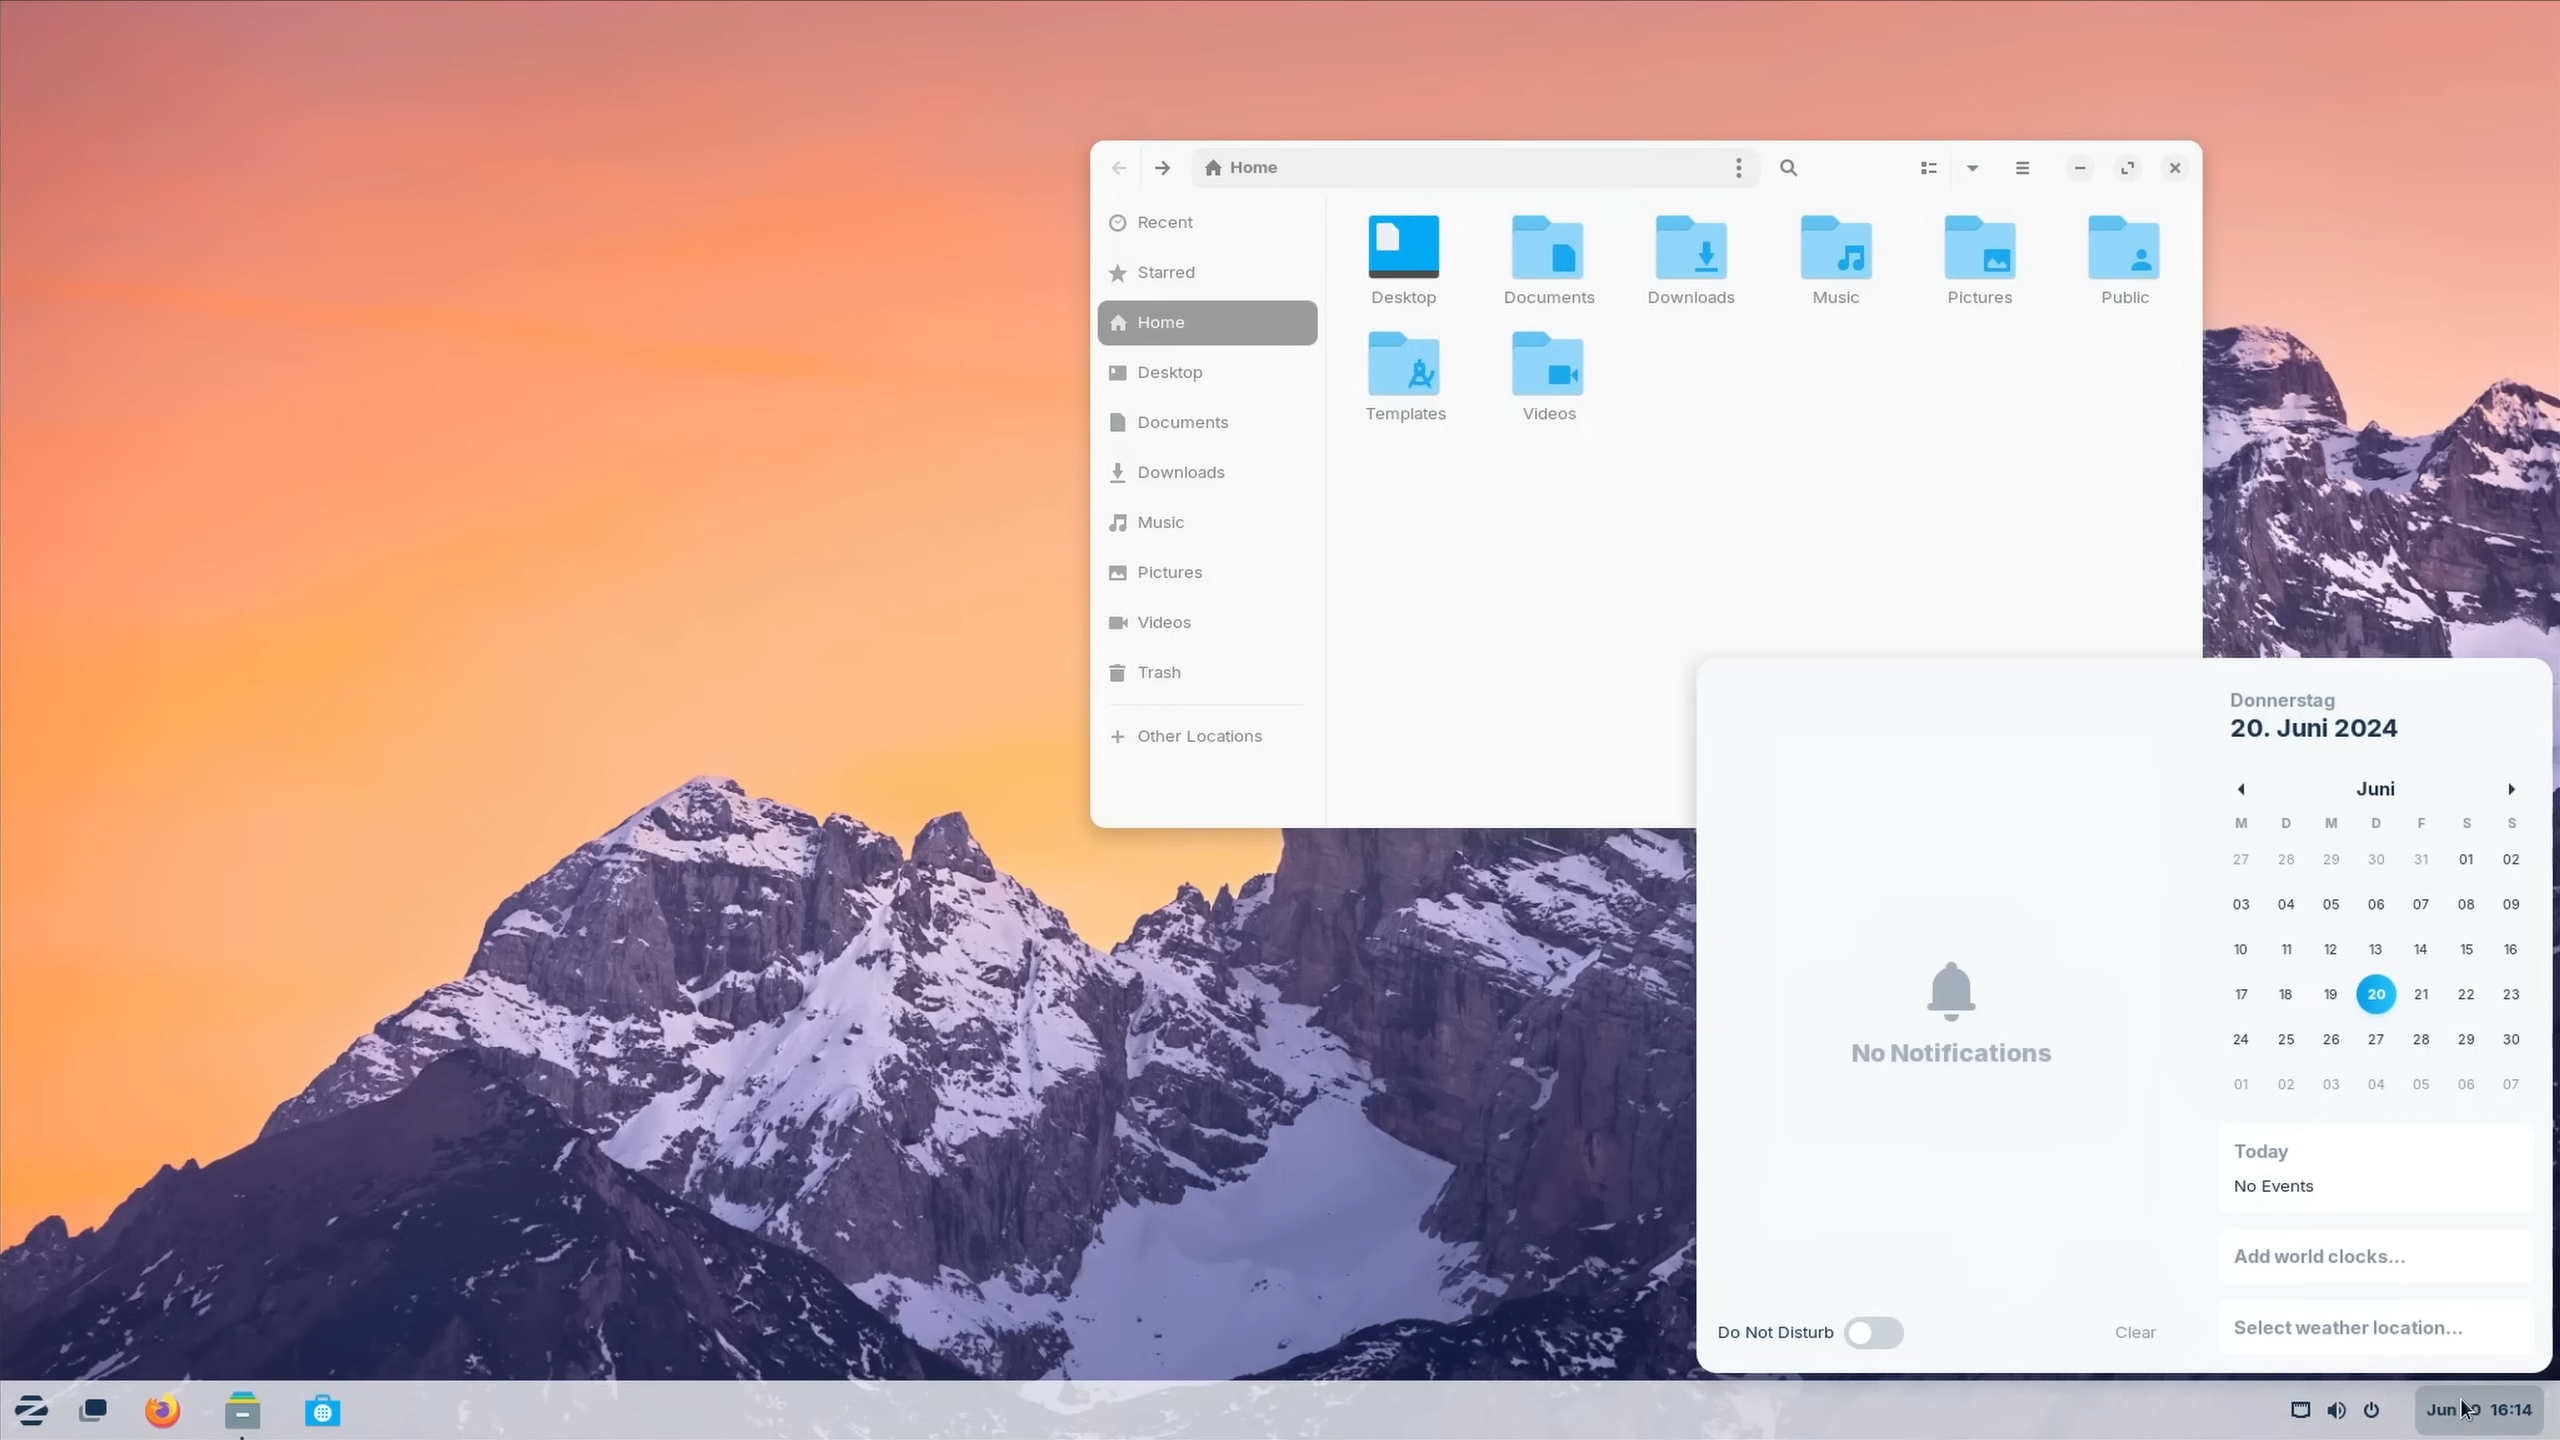 Home
Recent
Starred
Home
Desktop
Documents
Downloads
Music
Pictures
Videos
Trash
Other Locations
Desktop Documents Downloads Music Pictures Public
Templates Videos
No Notifications
Do Not Disturb Clear
Donnerstag
20. Juni 2024
Juni
M D M D F S S
27 28 29 30 31 01 02
03 04 05 06 07 08 09
10 11 12 13 14 15 16
17 18 19 20 21 22 23
24 25 26 27 28 29 30
01 02 03 04 05 06 07
Today
No Events
Add world clocks...
Select weather location...
Jun 16:14